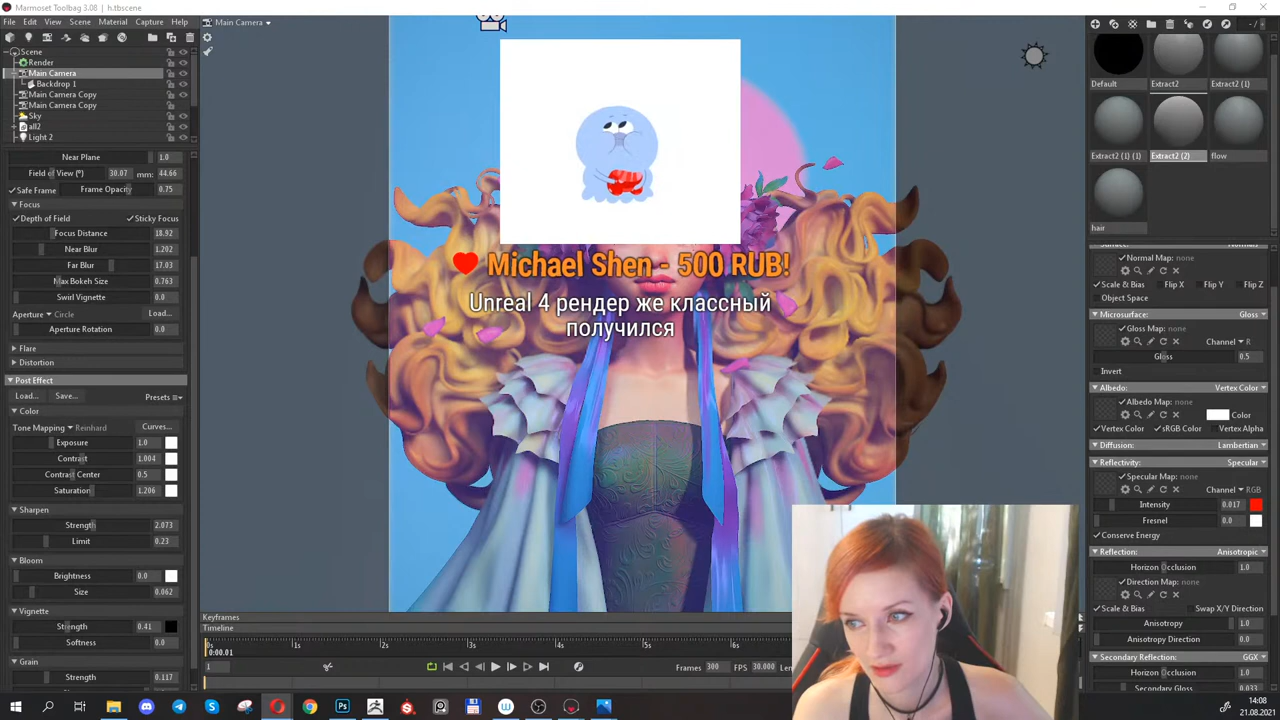 Marmoset Toolbag 3.08 | h.tbscene
File Edit View Scene Material Capture Help
Main Camera
Scene
Render
Main Camera
Backdrop 1
Main Camera Copy
Main Camera Copy
Sky
all2
Light 2
Near Plane 1.0
Field of View (°) 30.07 mm: 44.66
Safe Frame Frame Opacity 0.75
Focus
Depth of Field Sticky Focus
Focus Distance 18.92
Near Blur 1.202
Far Blur 17.03
Max Bokeh Size 0.763
Swirl Vignette 0.0
Aperture Circle Load...
Aperture Rotation 0.0
Flare
Distortion
Post Effect
Load... Save... Presets
Color
Tone Mapping Reinhard Curves...
Exposure 1.0
Contrast 1.004
Contrast Center 0.5
Saturation 1.206
Sharpen
Strength 2.073
Limit 0.23
Bloom
Brightness 0.0
Size 0.062
Vignette
Strength 0.41
Softness 0.0
Grain
Strength 0.117
Michael Shen - 500 RUB!
Unreal 4 рендер же классный
получился
Keyframes
Timeline
0s 1s 2s 3s 4s 5s 6s
0:00.01
1
Frames 300 FPS 30.000
Default Extract2 Extract2 (1)
Extract2 (1) (1) Extract2 (2) flow
hair
Surface: Normals
Normal Map: none
Scale & Bias Flip X Flip Y Flip Z
Object Space
Microsurface: Gloss
Gloss Map: none
Channel R
Gloss 0.5
Invert
Albedo: Vertex Color
Albedo Map: none
Color
Vertex Color sRGB Color Vertex Alpha
Diffusion: Lambertian
Reflectivity: Specular
Specular Map: none
Channel RGB
Intensity 0.017
Fresnel 0.0
Conserve Energy
Reflection: Anisotropic
Horizon Occlusion 1.0
Direction Map: none
Scale & Bias Swap X/Y Direction
Anisotropy 1.0
Anisotropy Direction 0.0
Secondary Reflection: GGX
Horizon Occlusion 1.0
Secondary Gloss 0.033
14:08
21.08.2021